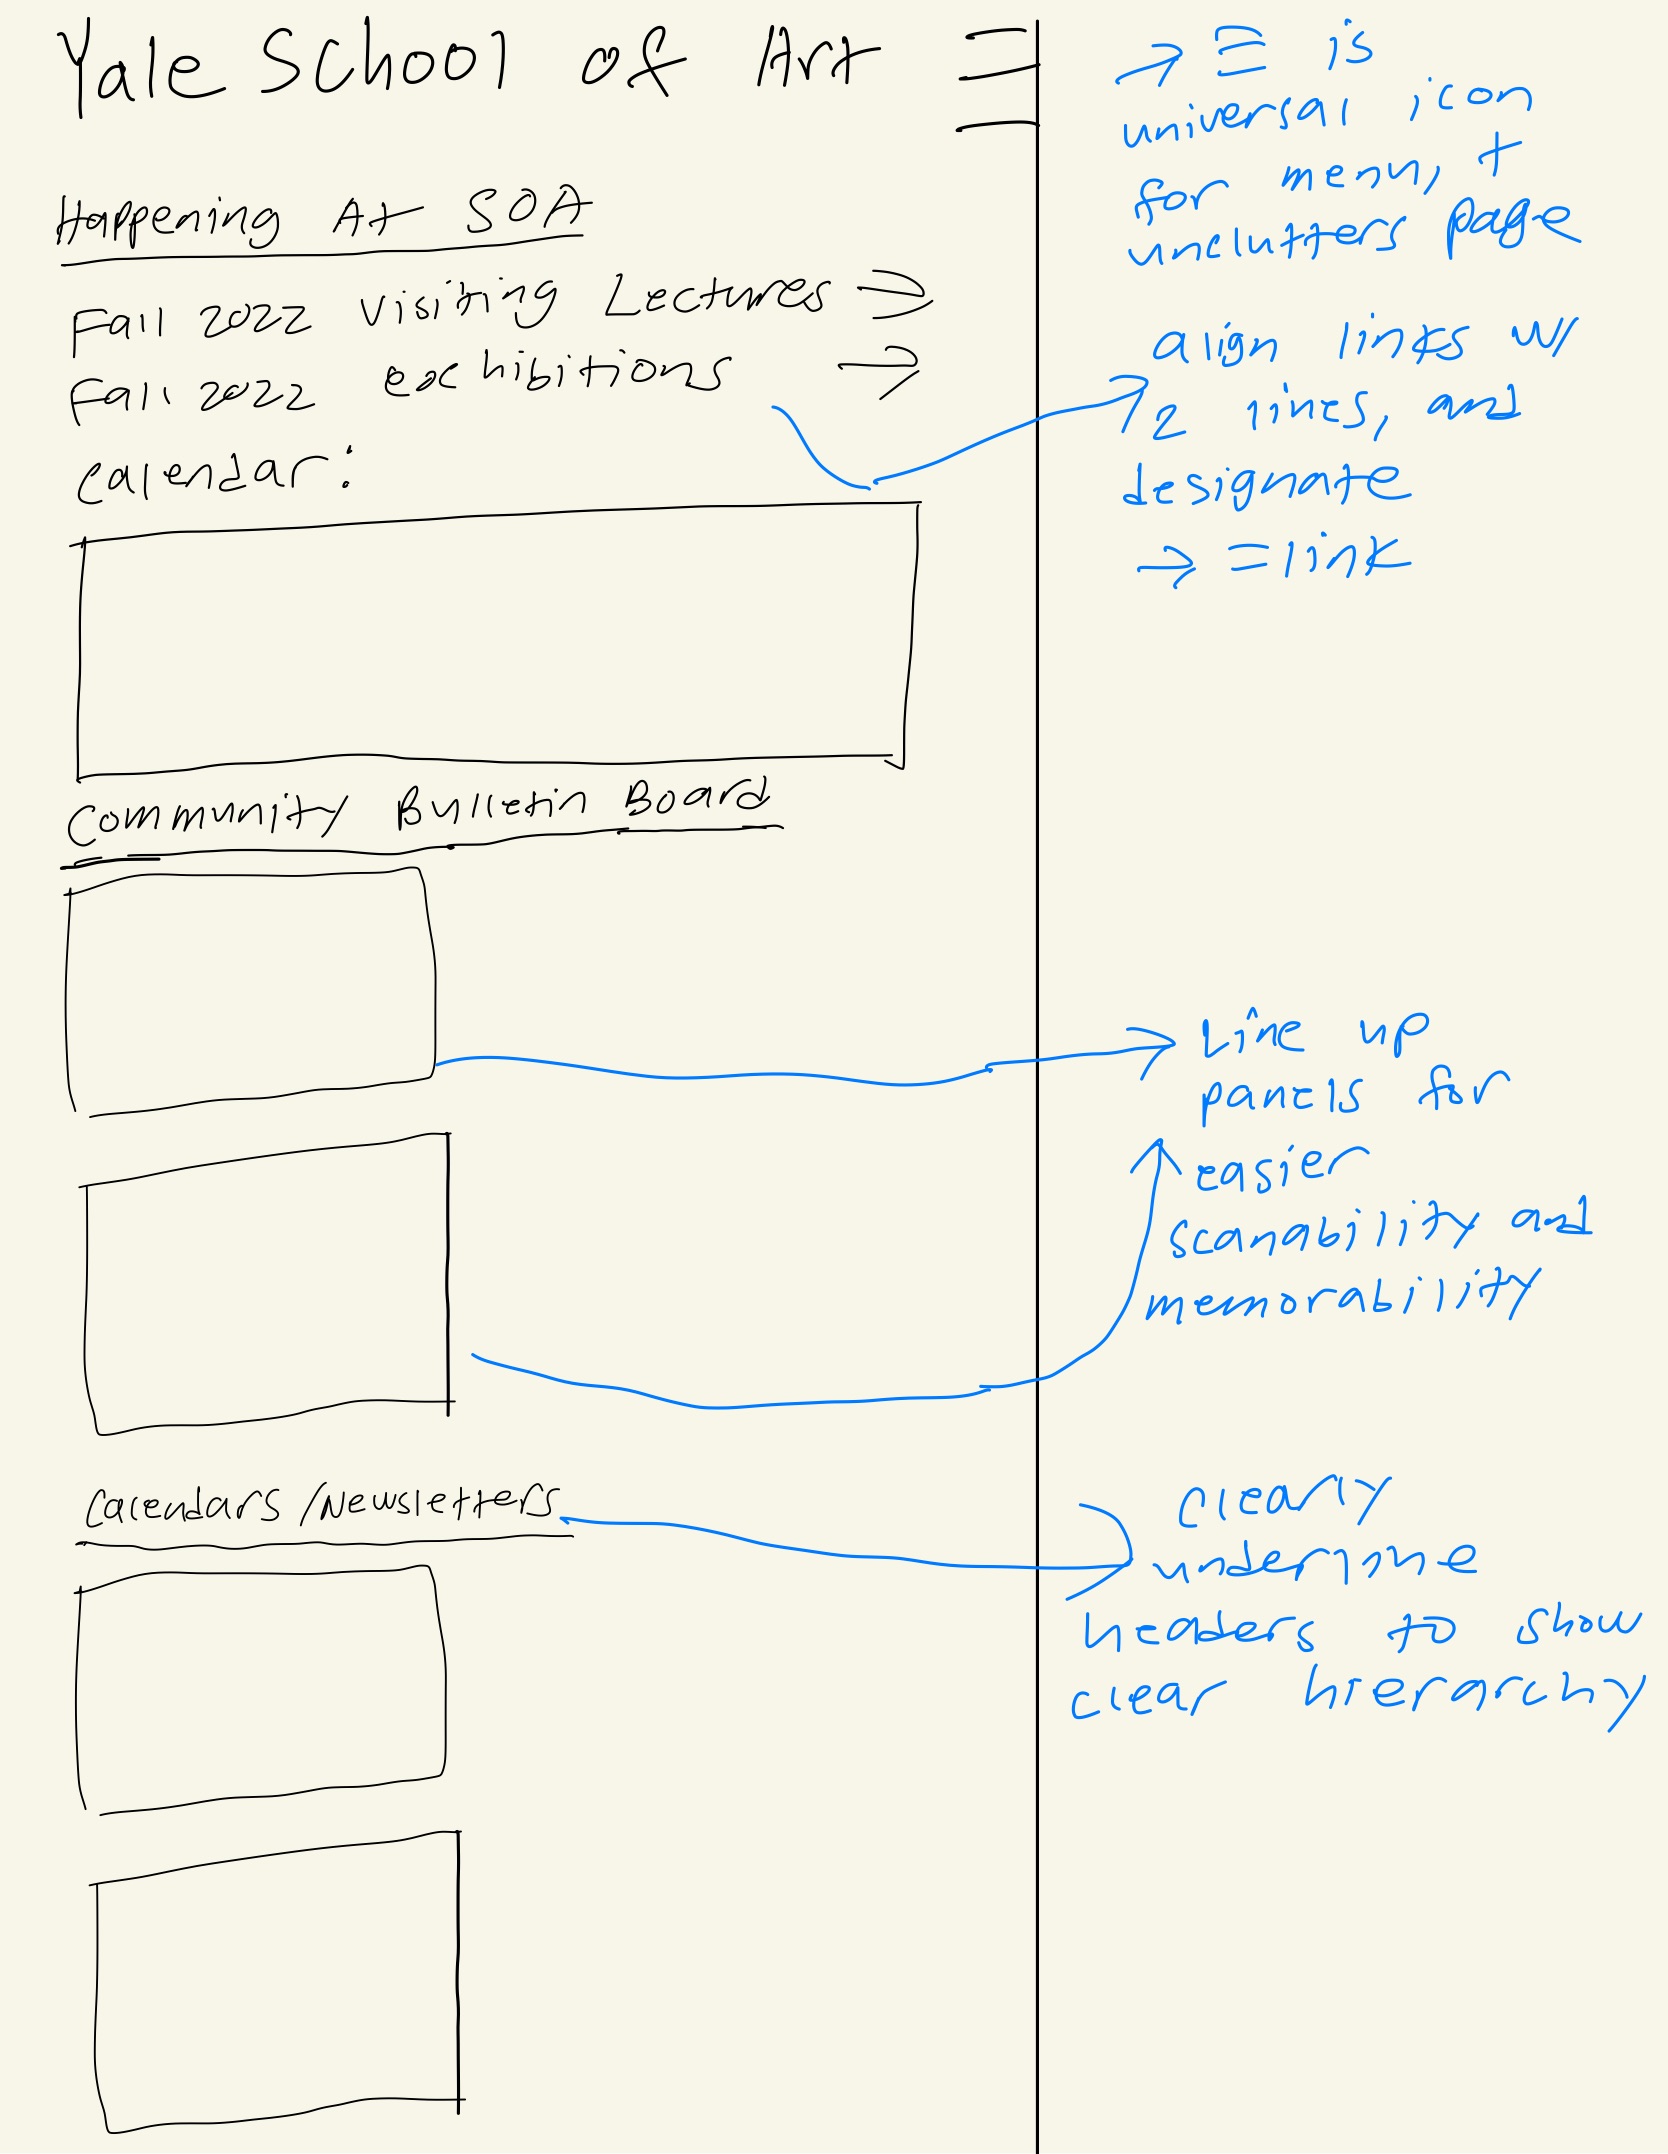 Yale School of Art
Happening At SOA
Fall 2022 visiting Lectures →
Fall 2022 exhibitions →
calendar:
Community Bulletin Board
Calendars/Newsletters
→ ☰ is
universal icon
for menu, +
unclutters page
align links w/
2 lines, and
designate
→ = link
Line up
panels for
easier
scanability and
memorability
clearly
underline
headers to show
clear hierarchy